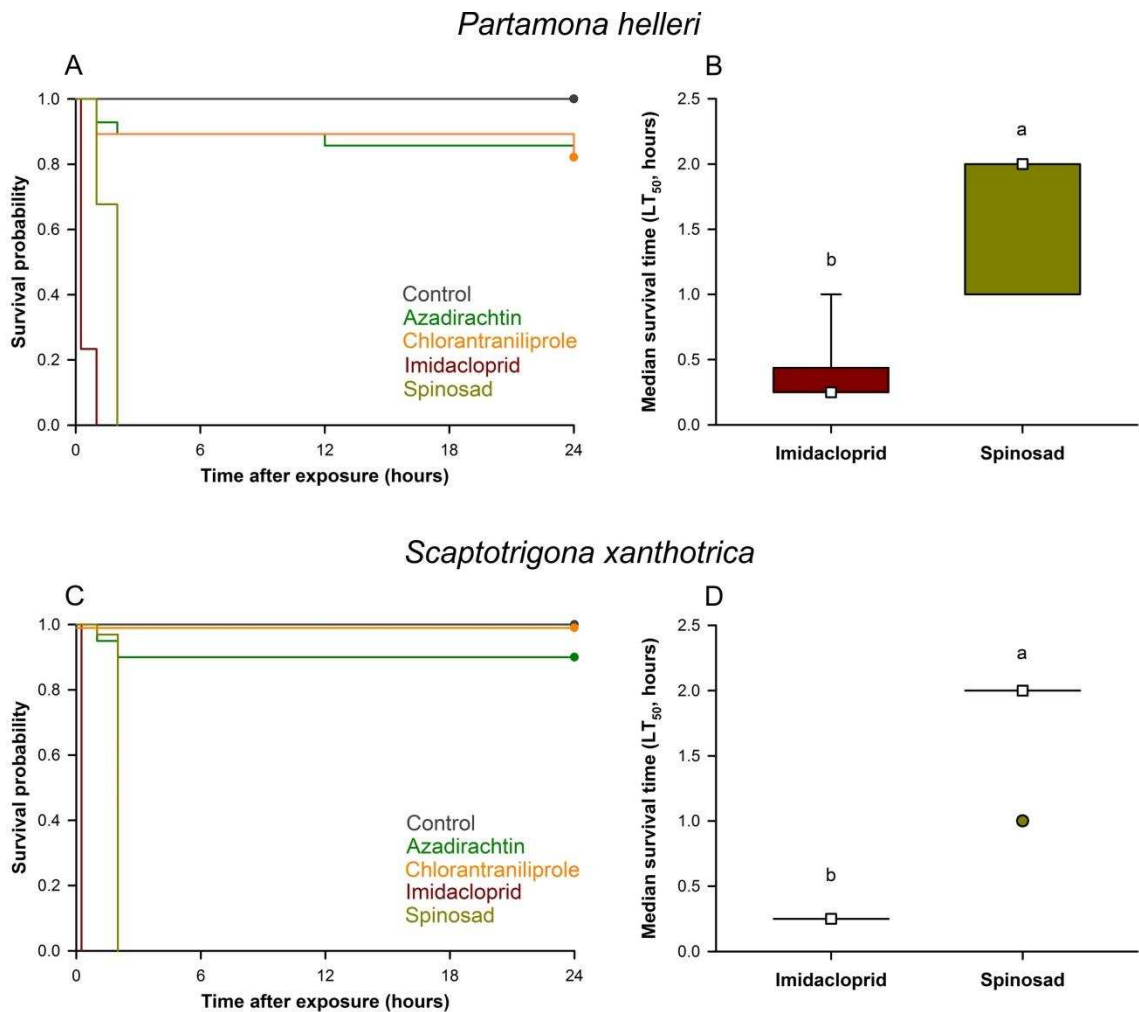 Partamona helleri
A
B
1.0
0.8
0.6
0.4
0.2
0.0
Survival probability
Control
Azadirachtin
Chlorantraniliprole
Imidacloprid
Spinosad
0 6 12 18 24
Time after exposure (hours)
2.5
2.0
1.5
1.0
0.5
0.0
Median survival time (LT50, hours)
b
a
Imidacloprid Spinosad
Scaptotrigona xanthotrica
C
D
1.0
0.8
0.6
0.4
0.2
0.0
Survival probability
Control
Azadirachtin
Chlorantraniliprole
Imidacloprid
Spinosad
0 6 12 18 24
Time after exposure (hours)
2.5
2.0
1.5
1.0
0.5
0.0
Median survival time (LT50, hours)
b
a
Imidacloprid Spinosad